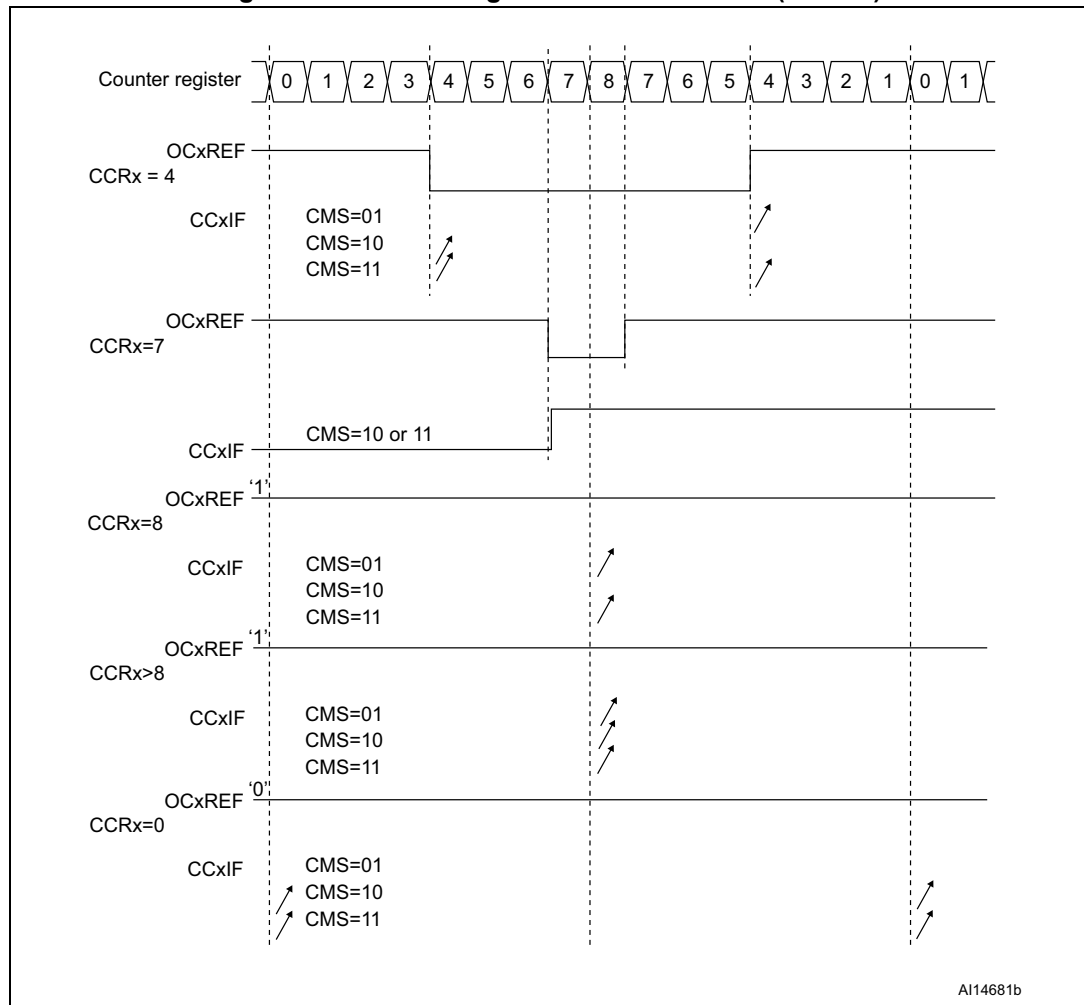 Counter register 0 1 2 3 4 5 6 7 8 7 6 5 4 3 2 1 0 1
OCxREF
CCRx = 4
CCxIF CMS=01
CMS=10
CMS=11
OCxREF
CCRx=7
CMS=10 or 11
CCxIF
OCxREF '1'
CCRx=8
CCxIF CMS=01
CMS=10
CMS=11
OCxREF '1'
CCRx>8
CCxIF CMS=01
CMS=10
CMS=11
OCxREF '0'
CCRx=0
CCxIF CMS=01
CMS=10
CMS=11
AI14681b